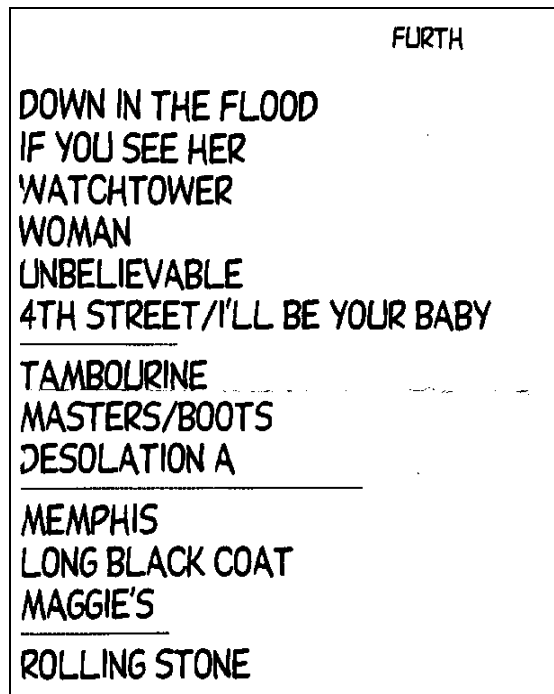 FURTH
DOWN IN THE FLOOD
IF YOU SEE HER
WATCHTOWER
WOMAN
UNBELIEVABLE
4TH STREET/I'LL BE YOUR BABY
TAMBOURINE
MASTERS/BOOTS
DESOLATION A
MEMPHIS
LONG BLACK COAT
MAGGIE'S
ROLLING STONE